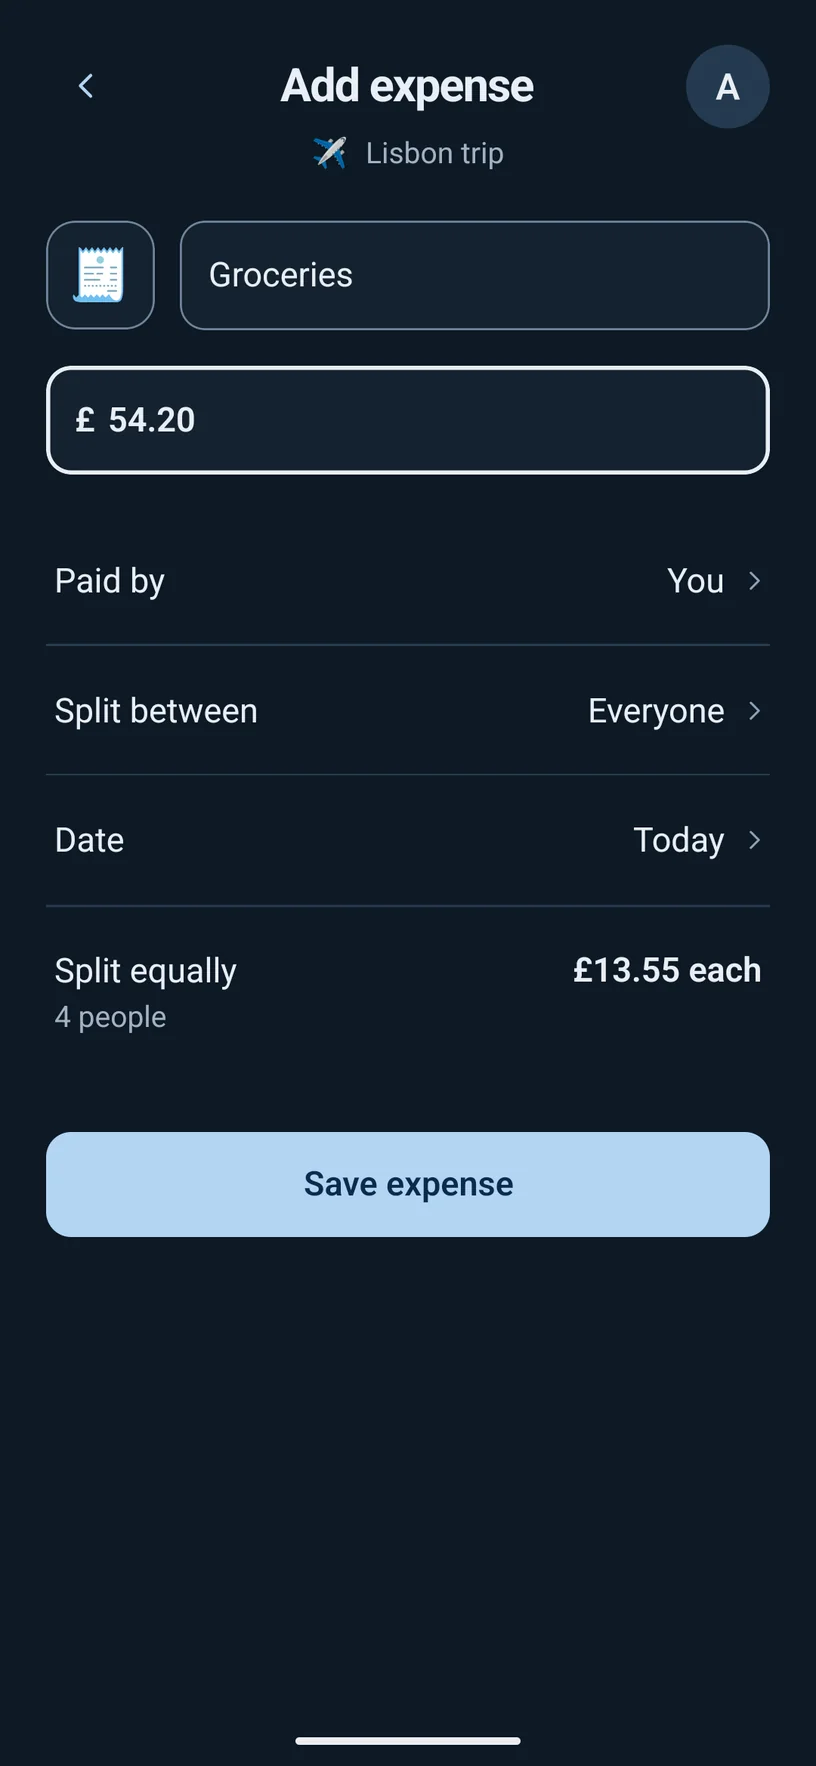 Add expense
A
✈️ Lisbon trip
Groceries
£ 54.20
Paid by You
Split between Everyone
Date Today
Split equally £13.55 each
4 people
Save expense